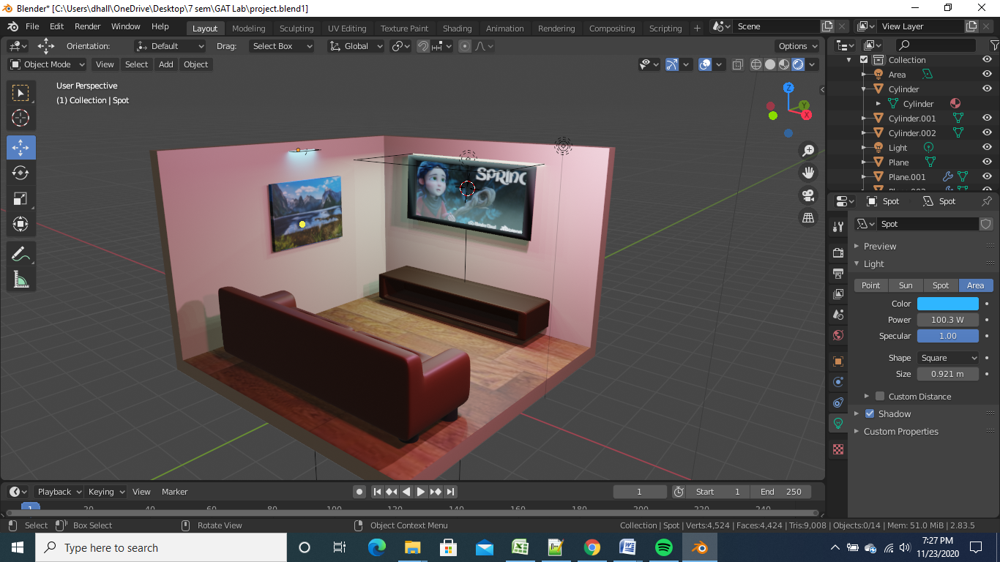 Blender* [C:\Users\dhall\OneDrive\Desktop\7 sem\GAT Lab\project.blend1]
File Edit Render Window Help Layout Modeling Sculpting UV Editing Texture Paint Shading Animation Rendering Compositing Scripting + Scene View Layer
Orientation: Default Drag: Select Box Global Options
Object Mode View Select Add Object
User Perspective
(1) Collection | Spot
Z
Y
X
SPRING
Collection
Area
Cylinder
Cylinder
Cylinder.001
Cylinder.002
Light
Plane
Plane.001
Spot Spot
Spot
Preview
Light
Point Sun Spot Area
Color
Power 100.3 W
Specular 1.00
Shape Square
Size 0.921 m
Custom Distance
Shadow
Custom Properties
Playback Keying View Marker 1 Start 1 End 250
1 20 40 60 80 100 120 140 160 180 200 220 240
Select Box Select Rotate View Object Context Menu Collection | Spot | Verts:4,524 | Faces:4,424 | Tris:9,008 | Objects:0/14 | Mem: 51.0 MiB | 2.83.5
Type here to search
7:27 PM
11/23/2020